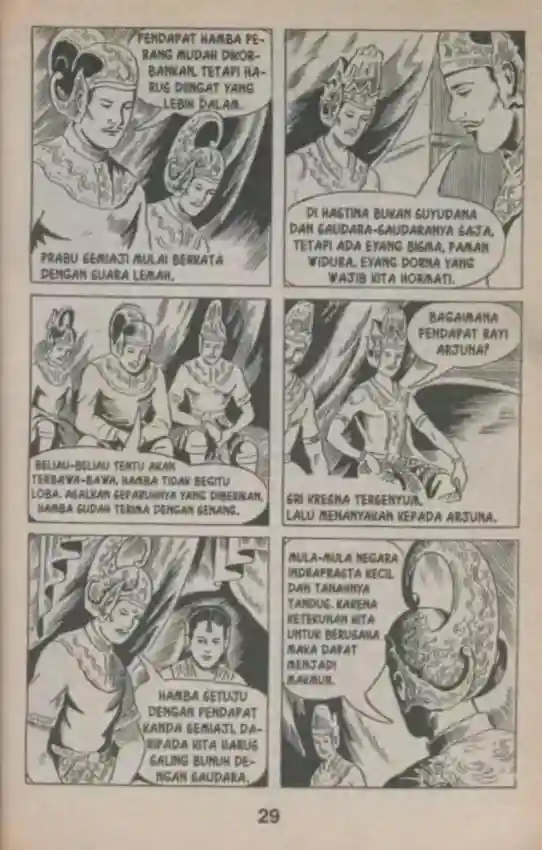 PENDAPAT HAMBA PE-
RANG MUDAH DIKOR-
BANKAN, TETAPI HA-
RUS DIINGAT YANG
LEBIH DALAM.
PRABU SEMIAJI MULAI BERKATA
DENGAN SUARA LEMAH.
DI HASTINA BUKAN SUYUDANA
DAN SAUDARA-SAUDARANYA SAJA,
TETAPI ADA EYANG BISMA, PAMAN
WIDURA, EYANG DORNA YANG
WAJIB KITA HORMATI.
BELIAU-BELIAU TENTU AKAN
TERBAWA-BAWA. HAMBA TIDAK BEGITU
LOBA. ASALKAN SEPARUHNYA YANG DIBERIKAN,
HAMBA SUDAH TERIMA DENGAN SENANG.
BAGAIMANA
PENDAPAT RAYI
ARJUNA?
SRI KRESNA TERSENYUM.
LALU MENANYAKAN KEPADA ARJUNA.
HAMBA SETUJU
DENGAN PENDAPAT
KANDA SEMIAJI, DA-
RIPADA KITA HARUS
SALING BUNUH DE-
NGAN SAUDARA.
MULA-MULA NEGARA
INDRAPRASTA KECIL
DAN TANAHNYA
TANDUS. KARENA
KETEKUNAN KITA
UNTUK BERUSAHA
MAKA DAPAT
MENJADI
MAKMUR.
29